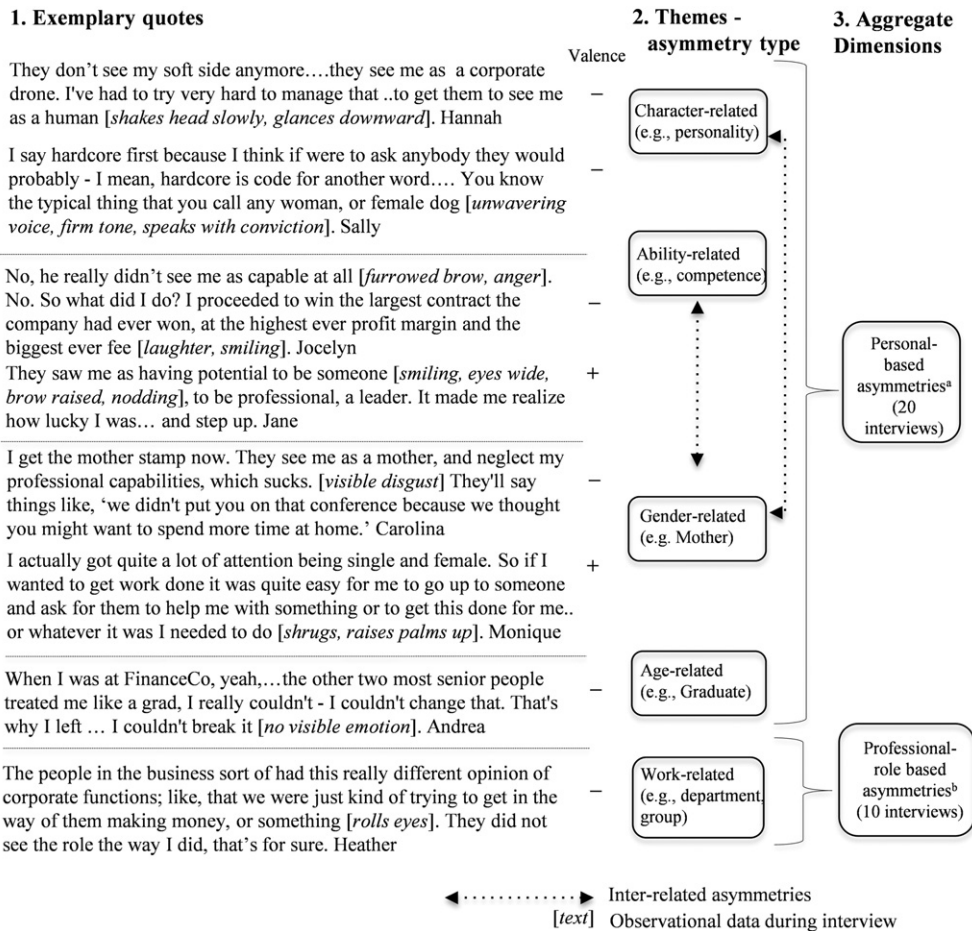 1. Exemplary quotes
2. Themes -
asymmetry type
3. Aggregate
Dimensions
Valence
They don’t see my soft side anymore….they see me as a corporate
drone. I've had to try very hard to manage that ..to get them to see me
as a human [shakes head slowly, glances downward]. Hannah
–
I say hardcore first because I think if were to ask anybody they would
probably - I mean, hardcore is code for another word…. You know
the typical thing that you call any woman, or female dog [unwavering
voice, firm tone, speaks with conviction]. Sally
–
No, he really didn’t see me as capable at all [furrowed brow, anger].
No. So what did I do? I proceeded to win the largest contract the
company had ever won, at the highest ever profit margin and the
biggest ever fee [laughter, smiling]. Jocelyn
–
They saw me as having potential to be someone [smiling, eyes wide,
brow raised, nodding], to be professional, a leader. It made me realize
how lucky I was… and step up. Jane
+
I get the mother stamp now. They see me as a mother, and neglect my
professional capabilities, which sucks. [visible disgust] They'll say
things like, ‘we didn't put you on that conference because we thought
you might want to spend more time at home.’ Carolina
–
I actually got quite a lot of attention being single and female. So if I
wanted to get work done it was quite easy for me to go up to someone
and ask for them to help me with something or to get this done for me..
or whatever it was I needed to do [shrugs, raises palms up]. Monique
+
When I was at FinanceCo, yeah,…the other two most senior people
treated me like a grad, I really couldn't - I couldn't change that. That's
why I left … I couldn't break it [no visible emotion]. Andrea
–
The people in the business sort of had this really different opinion of
corporate functions; like, that we were just kind of trying to get in the
way of them making money, or something [rolls eyes]. They did not
see the role the way I did, that’s for sure. Heather
–
Character-related
(e.g., personality)
Ability-related
(e.g., competence)
Gender-related
(e.g. Mother)
Age-related
(e.g., Graduate)
Work-related
(e.g., department,
group)
Personal-
based
asymmetriesᵃ
(20
interviews)
Professional-
role based
asymmetriesᵇ
(10 interviews)
Inter-related asymmetries
[text] Observational data during interview